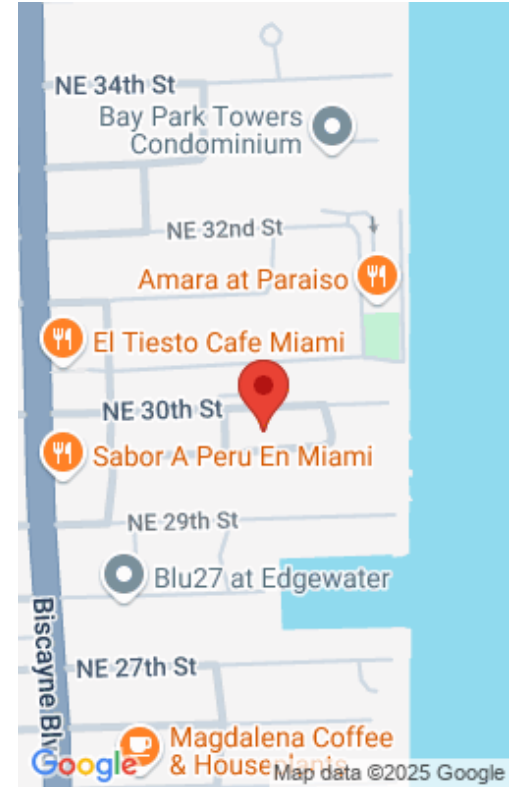 NE 34th St
Bay Park Towers
Condominium
NE 32nd St
Amara at Paraiso
El Tiesto Cafe Miami
NE 30th St
Sabor A Peru En Miami
NE 29th St
Blu27 at Edgewater
Biscayne Blv
NE 27th St
Magdalena Coffee
& Houseplants
Google
Map data ©2025 Google